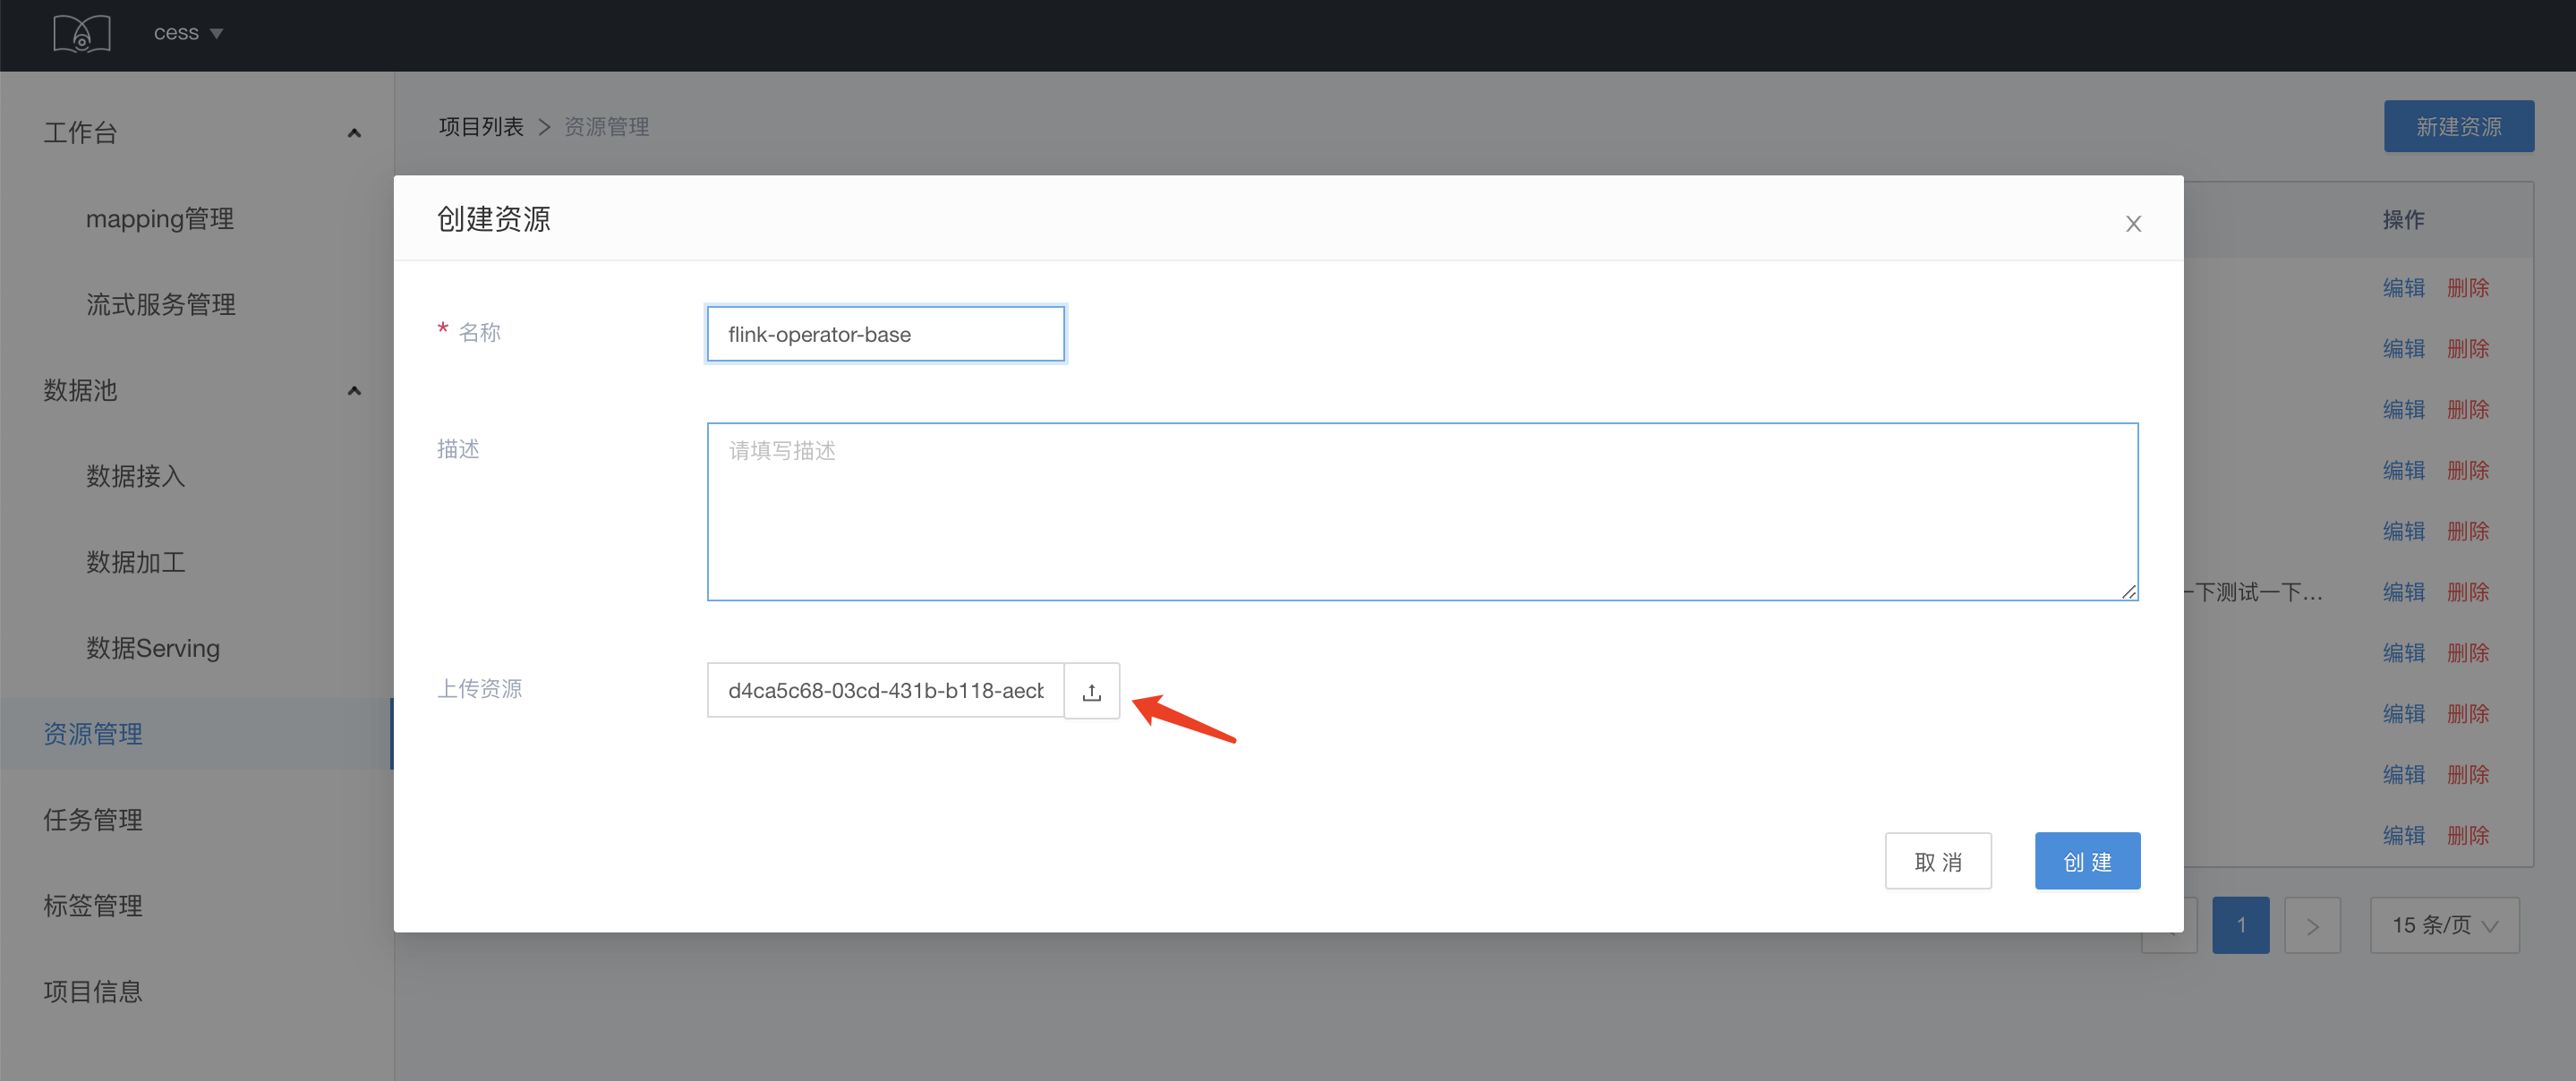 cess
工作台
mapping管理
流式服务管理
数据池
数据接入
数据加工
数据Serving
资源管理
任务管理
标签管理
项目信息
项目列表 > 资源管理
新建资源
操作
创建资源
X
* 名称
flink-operator-base
描述
请填写描述
上传资源
d4ca5c68-03cd-431b-b118-aecb
取 消
创 建
编辑 删除
编辑 删除
编辑 删除
编辑 删除
编辑 删除
一下测试一下... 编辑 删除
编辑 删除
编辑 删除
编辑 删除
编辑 删除
1 >
15 条/页